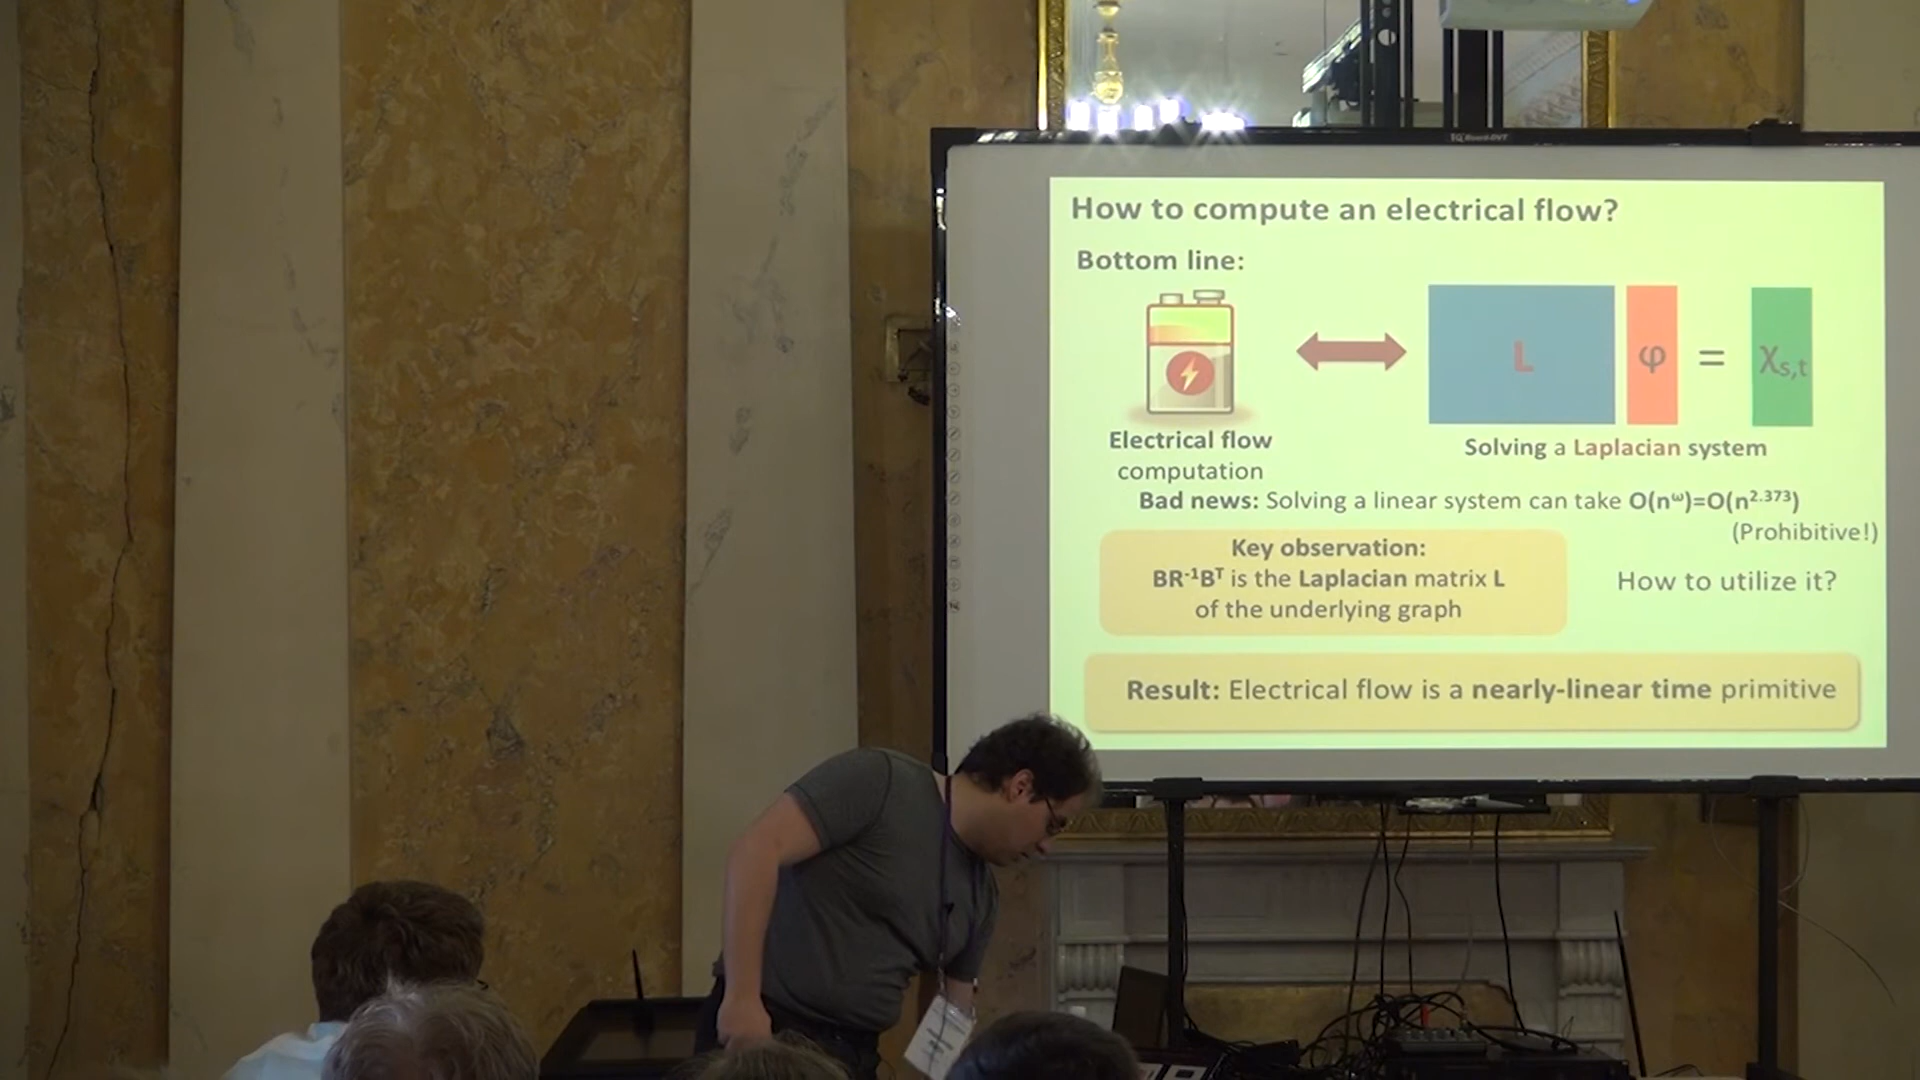 How to compute an electrical flow?
Bottom line:
L φ = χs,t
Electrical flow
computation
Solving a Laplacian system
Bad news: Solving a linear system can take O(nω)=O(n2.373)
(Prohibitive!)
Key observation:
BR-1BT is the Laplacian matrix L
of the underlying graph
How to utilize it?
Result: Electrical flow is a nearly-linear time primitive